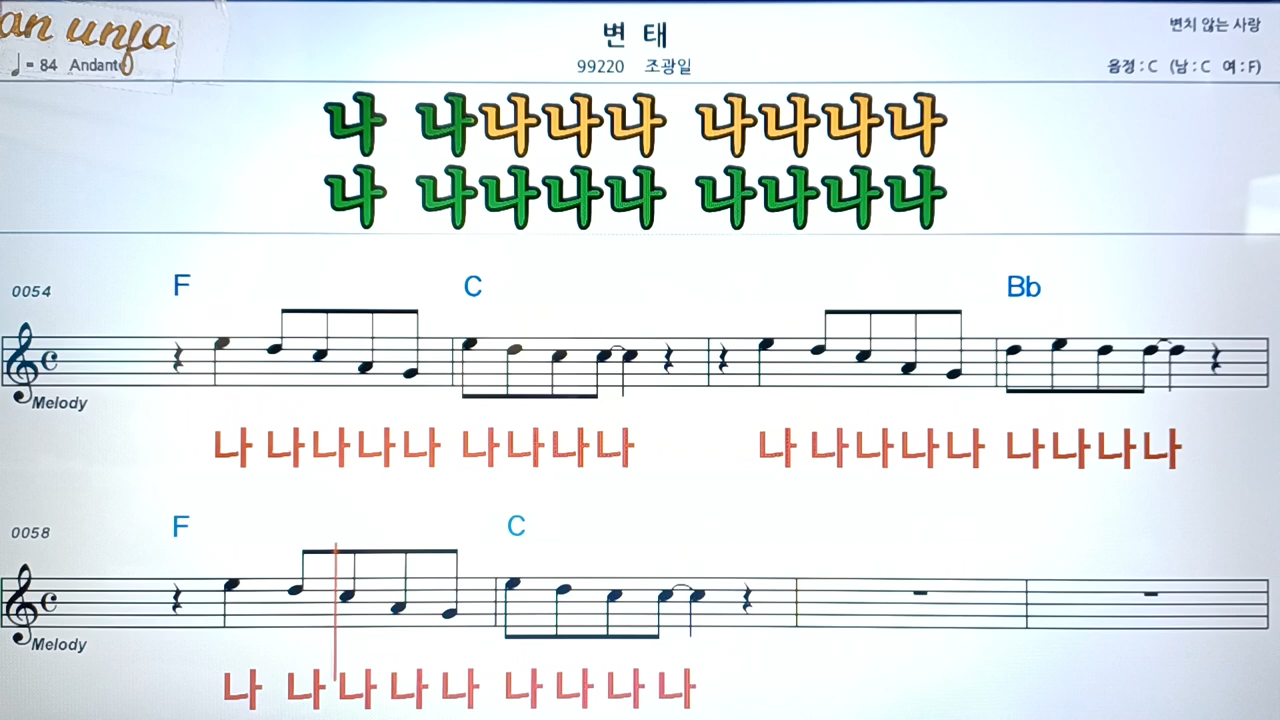 an unfa
변태
변치 않는 사랑
♩= 84 Andante
99220 조광일
음정 : C (남 : C 여 : F)
나 나나나나 나나나나
나 나나나나 나나나나
F C Bb
0054
Melody
나 나나나나 나나나나 나 나나나나 나나나나
F C
0058
Melody
나 나나나나 나나나나